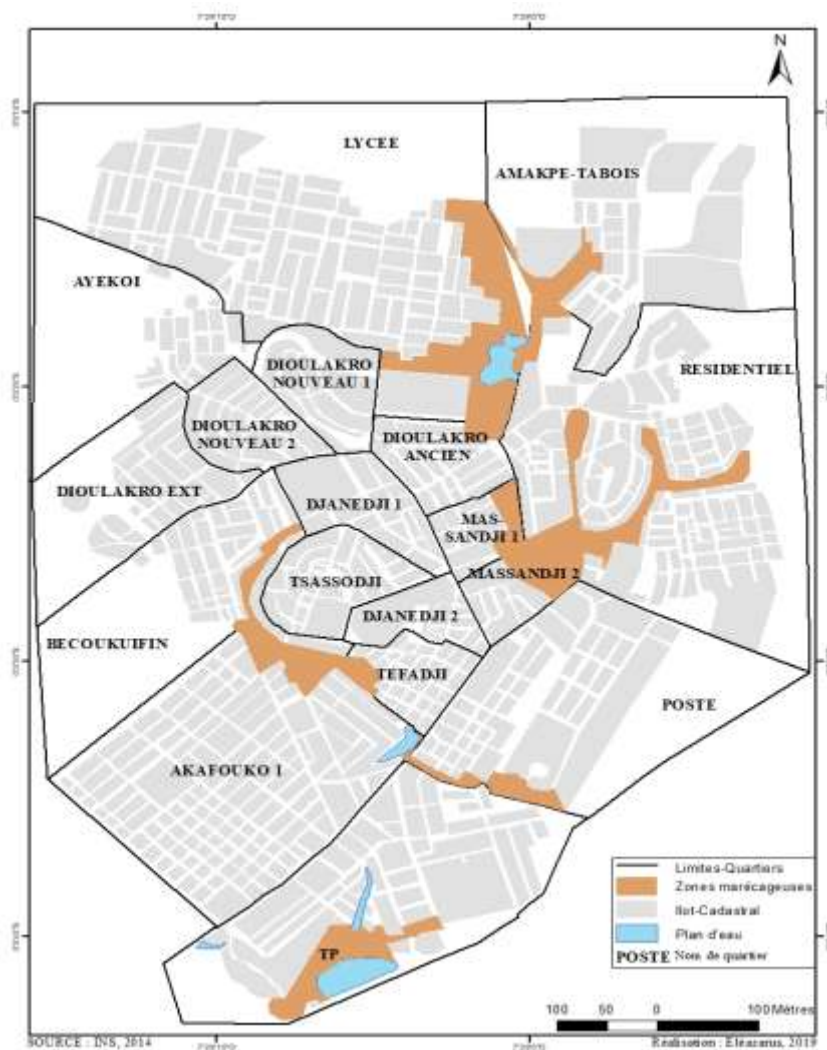 N
LYCEE
AMAKPE-TABOIS
AYEKOI
DIOULAKRO
NOUVEAU 1
RESIDENTIEL
DIOULAKRO
NOUVEAU 2
DIOULAKRO
ANCIEN
DIOULAKRO EXT
DJANEDJI 1
MAS-
SANDJI 1
TSASSODJI
MASSANDJI 2
DJANEDJI 2
BECOUKUIFIN
TEFADJI
POSTE
AKAFOUKO 1
TP
Limites-Quartiers
Zones marécageuses
Ilot-Cadastral
Plan d'eau
POSTE Nom de quartier
100 50 0 100 Mètres
SOURCE : INS, 2014
Réalisation : Eléazarus, 2019